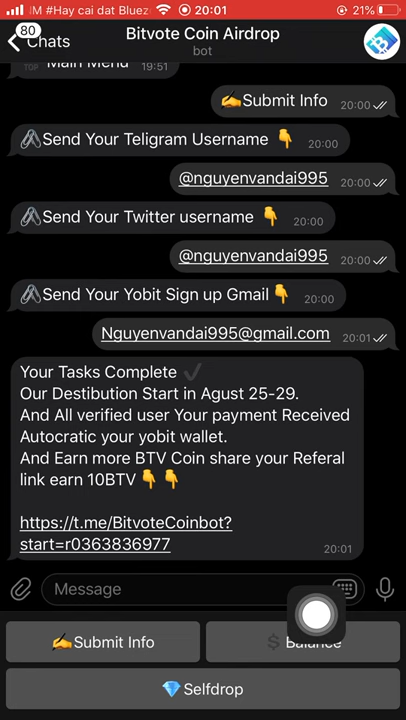 M #Hay cai dat Bluez
20:01
21%
80
Chats
Bitvote Coin Airdrop
bot
TOP Main Menu 19:51
✍️Submit Info 20:00
🖇️Send Your Teligram Username 👇 20:00
@nguyenvandai995 20:00
🖇️Send Your Twitter username 👇 20:00
@nguyenvandai995 20:00
🖇️Send Your Yobit Sign up Gmail👇 20:00
Nguyenvandai995@gmail.com 20:01
Your Tasks Complete ✔️
Our Destibution Start in Agust 25-29.
And All verified user Your payment Received
Autocratic your yobit wallet.
And Earn more BTV Coin share your Referal
link earn 10BTV 👇 👇
https://t.me/BitvoteCoinbot?
start=r0363836977
20:01
Message
✍️Submit Info
💲 Balance
💎Selfdrop